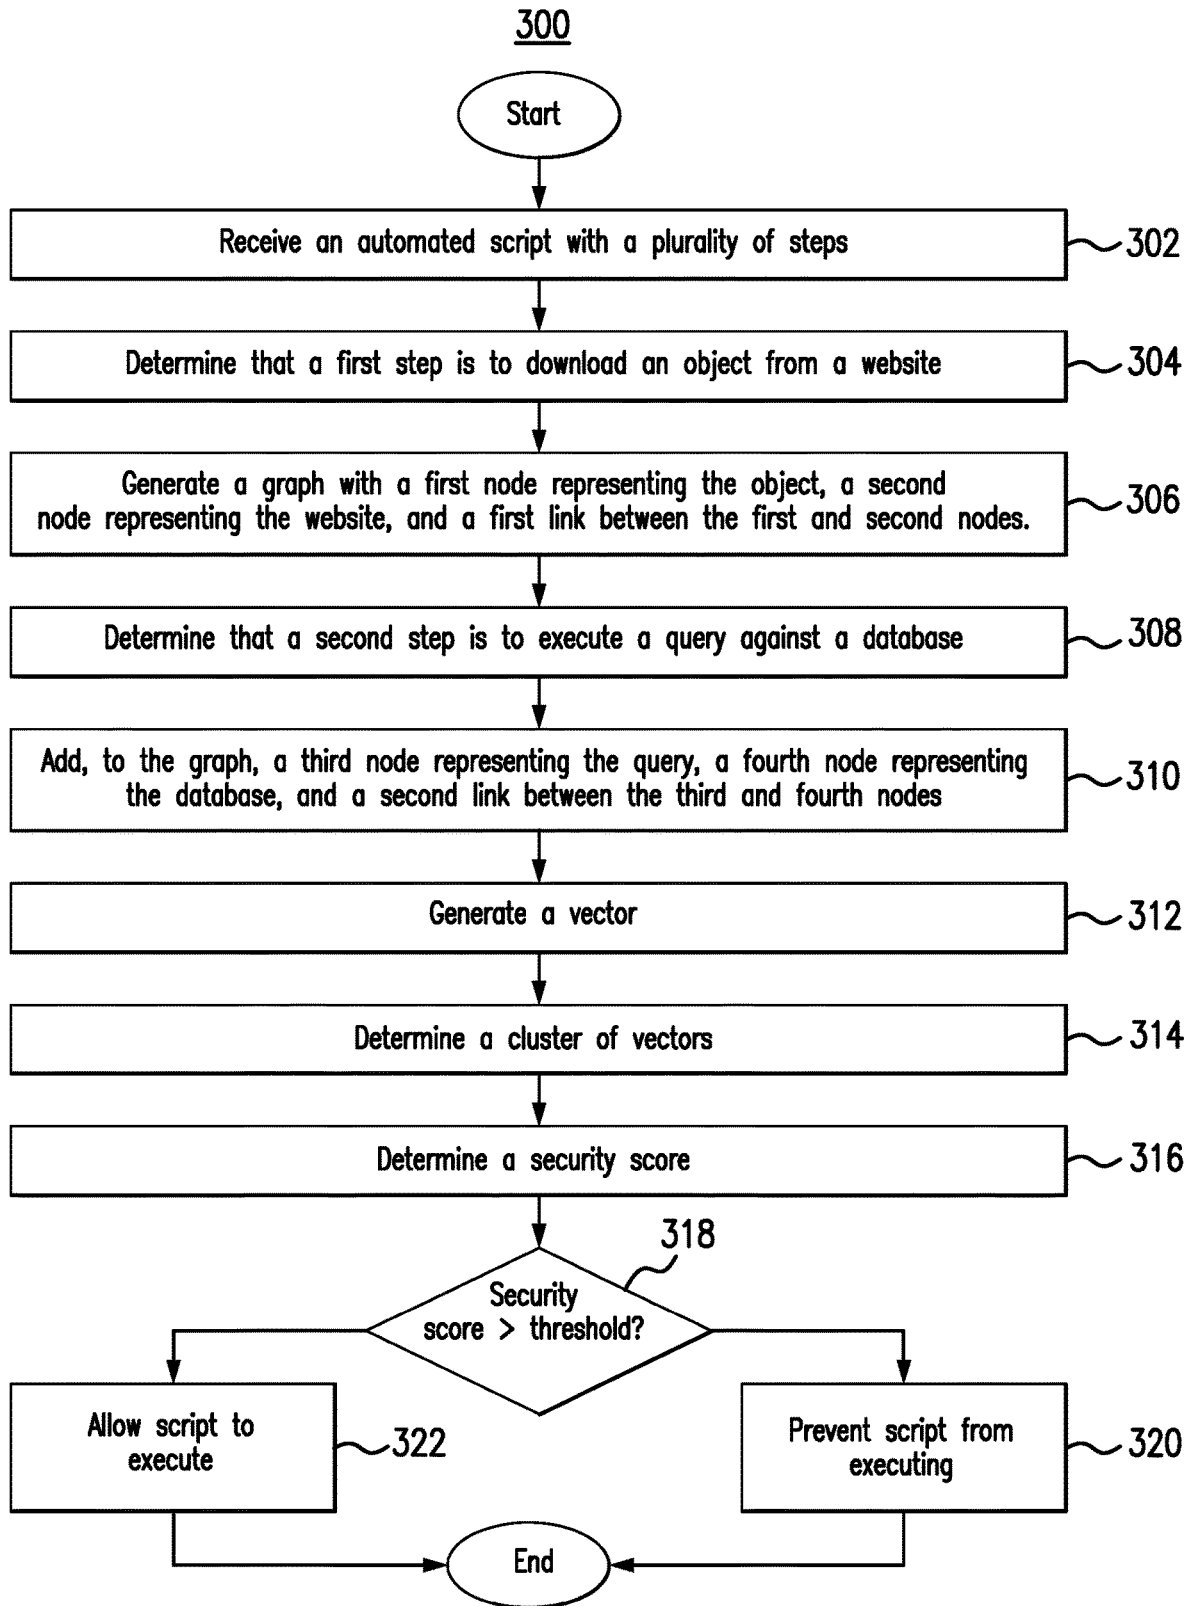 300
Start
Receive an automated script with a plurality of steps
302
Determine that a first step is to download an object from a website
304
Generate a graph with a first node representing the object, a second
node representing the website, and a first link between the first and second nodes.
306
Determine that a second step is to execute a query against a database
308
Add, to the graph, a third node representing the query, a fourth node representing
the database, and a second link between the third and fourth nodes
310
Generate a vector
312
Determine a cluster of vectors
314
Determine a security score
316
318
Security
score > threshold?
Allow script to
execute
322
Prevent script from
executing
320
End